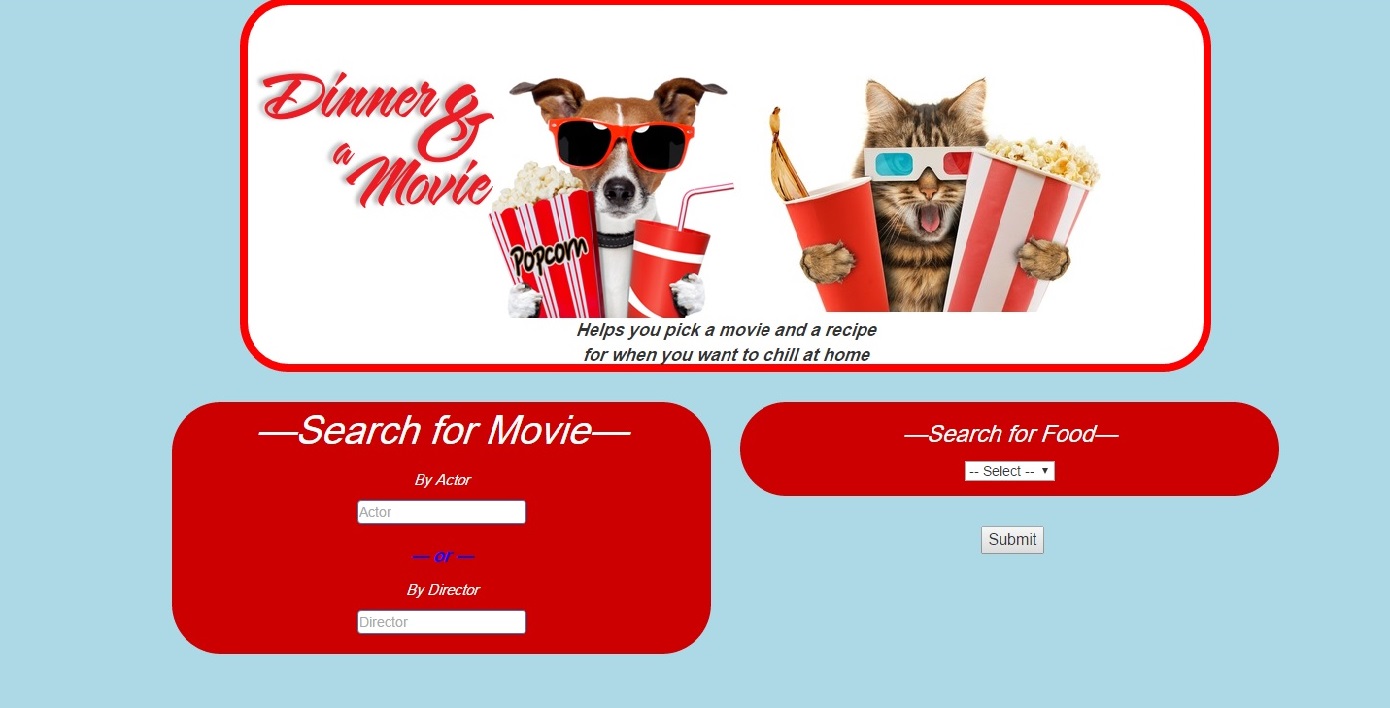 Dinner &
a
Movie
Popcorn
Helps you pick a movie and a recipe
for when you want to chill at home
—Search for Movie—
By Actor
Actor
— or —
By Director
Director
—Search for Food—
-- Select --
Submit